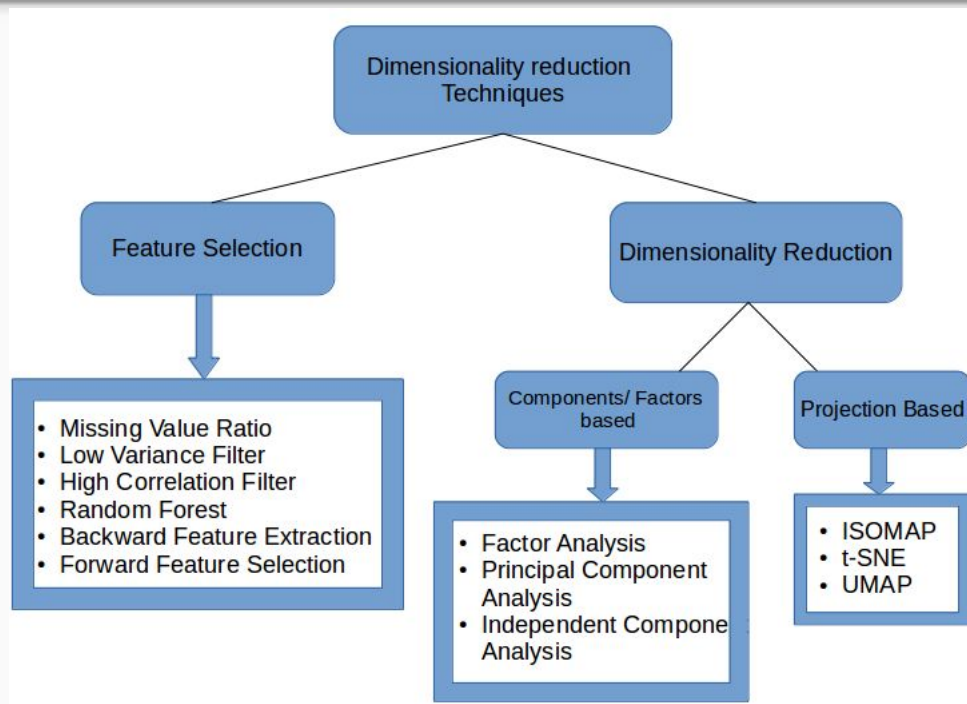 Dimensionality reduction
Techniques
Feature Selection
Dimensionality Reduction
Components/ Factors
based
Projection Based
• Missing Value Ratio
• Low Variance Filter
• High Correlation Filter
• Random Forest
• Backward Feature Extraction
• Forward Feature Selection
• Factor Analysis
• Principal Component
Analysis
• Independent Compone
Analysis
• ISOMAP
• t-SNE
• UMAP